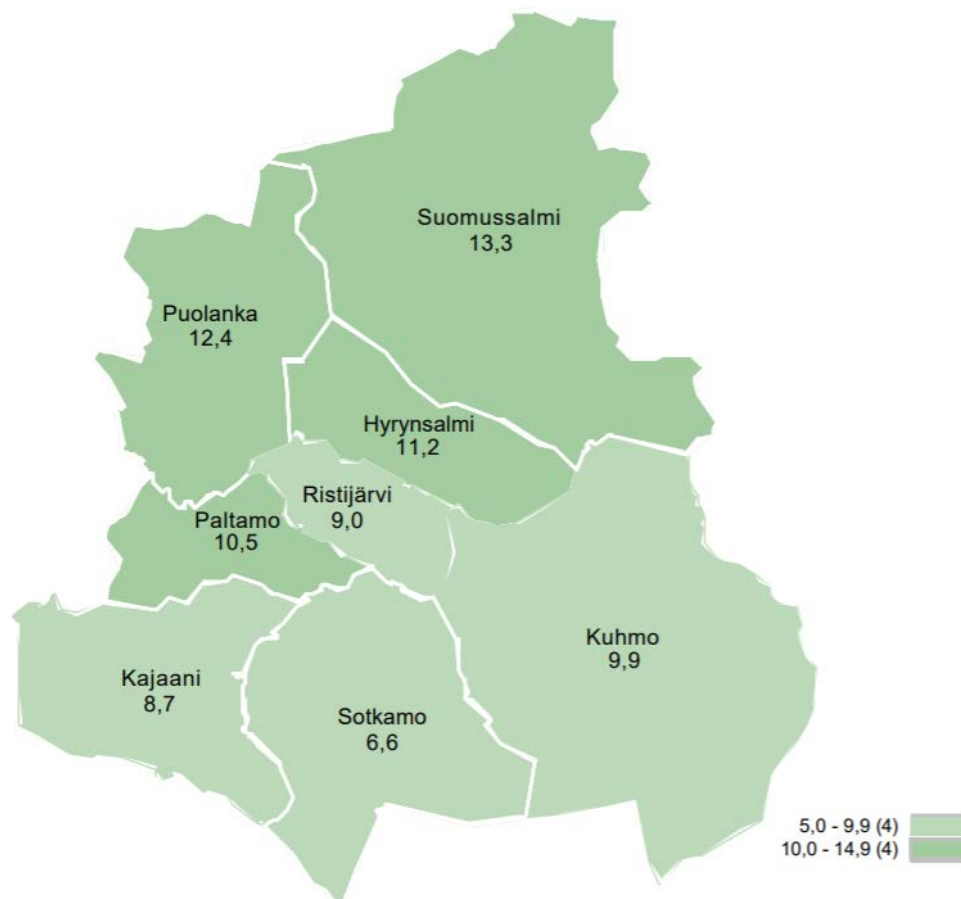 Suomussalmi
13,3
Puolanka
12,4
Hyrynsalmi
11,2
Ristijärvi
9,0
Paltamo
10,5
Kuhmo
9,9
Kajaani
8,7
Sotkamo
6,6
5,0 - 9,9 (4)
10,0 - 14,9 (4)